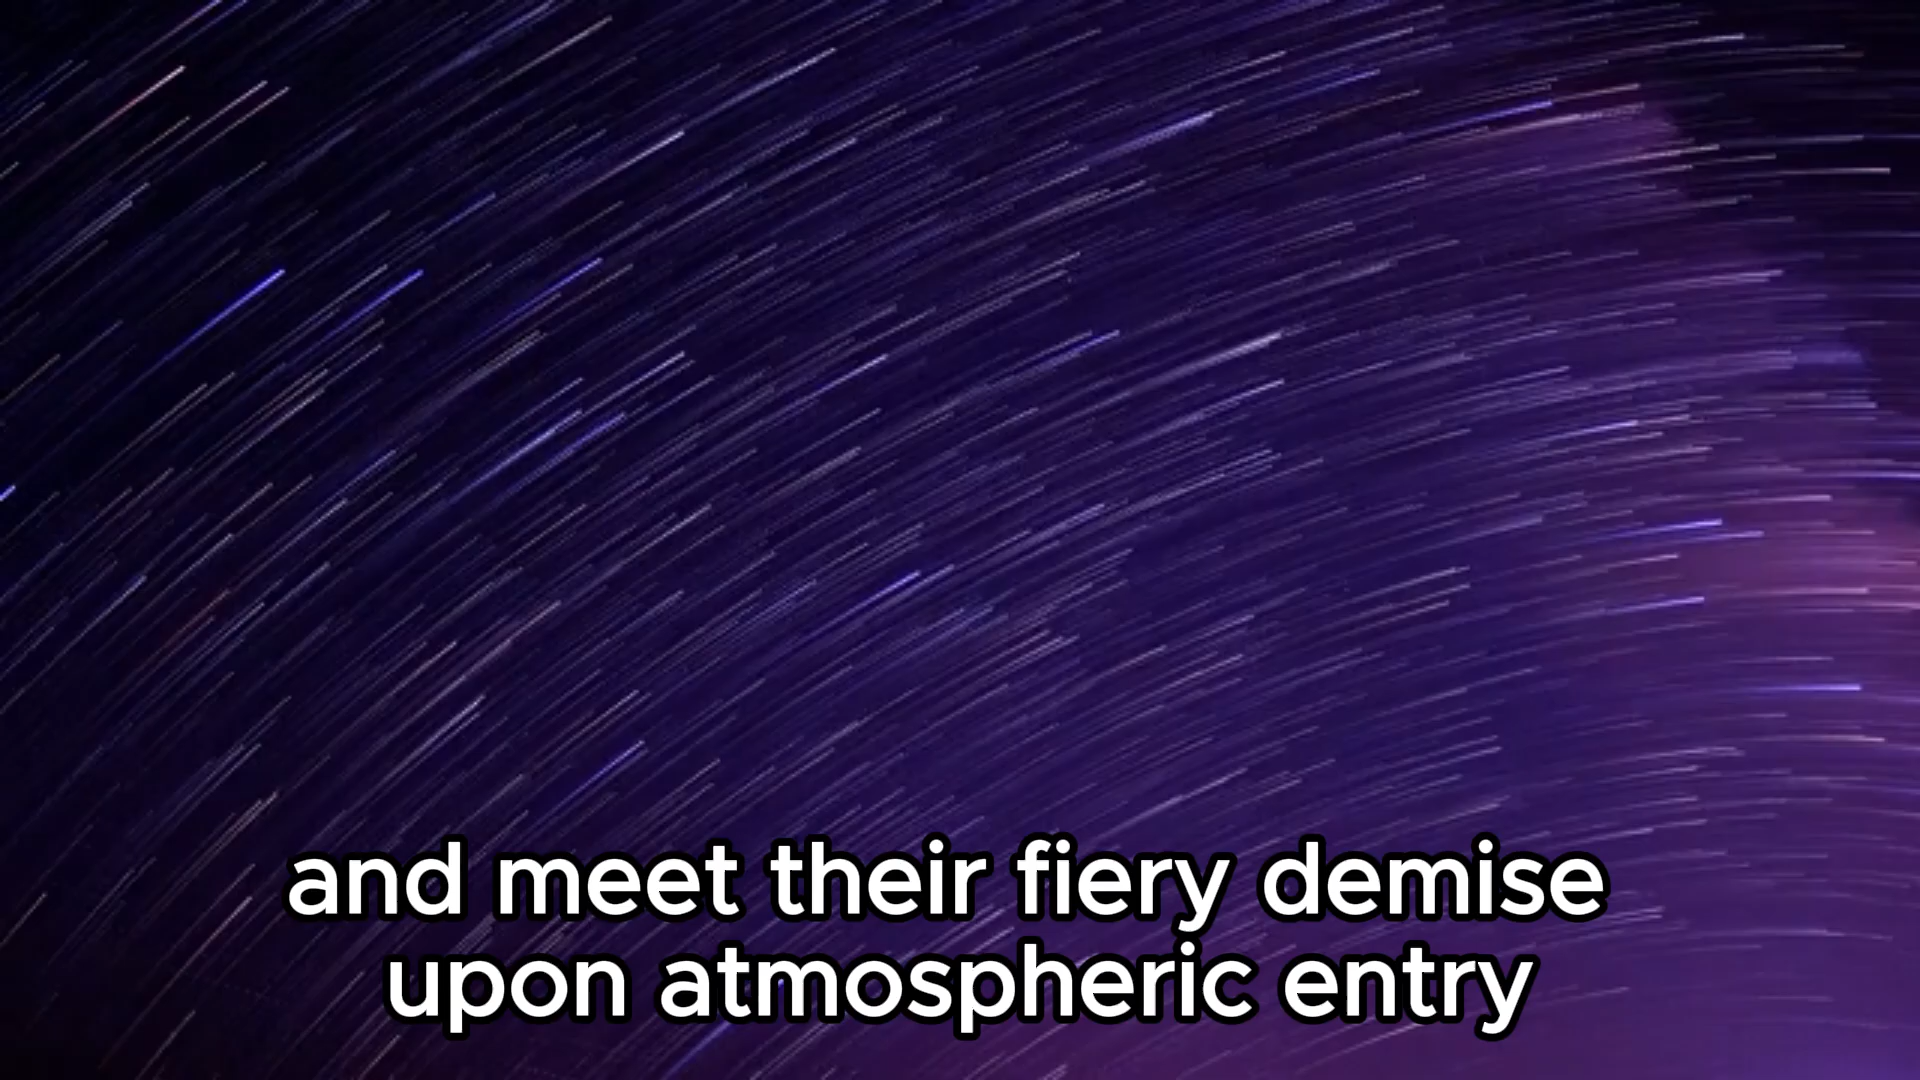 and meet their fiery demise
upon atmospheric entry